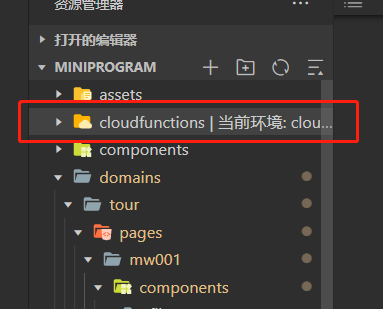 资源管理器
打开的编辑器
MINIPROGRAM
assets
cloudfunctions | 当前环境: clou...
components
domains
tour
pages
mw001
components